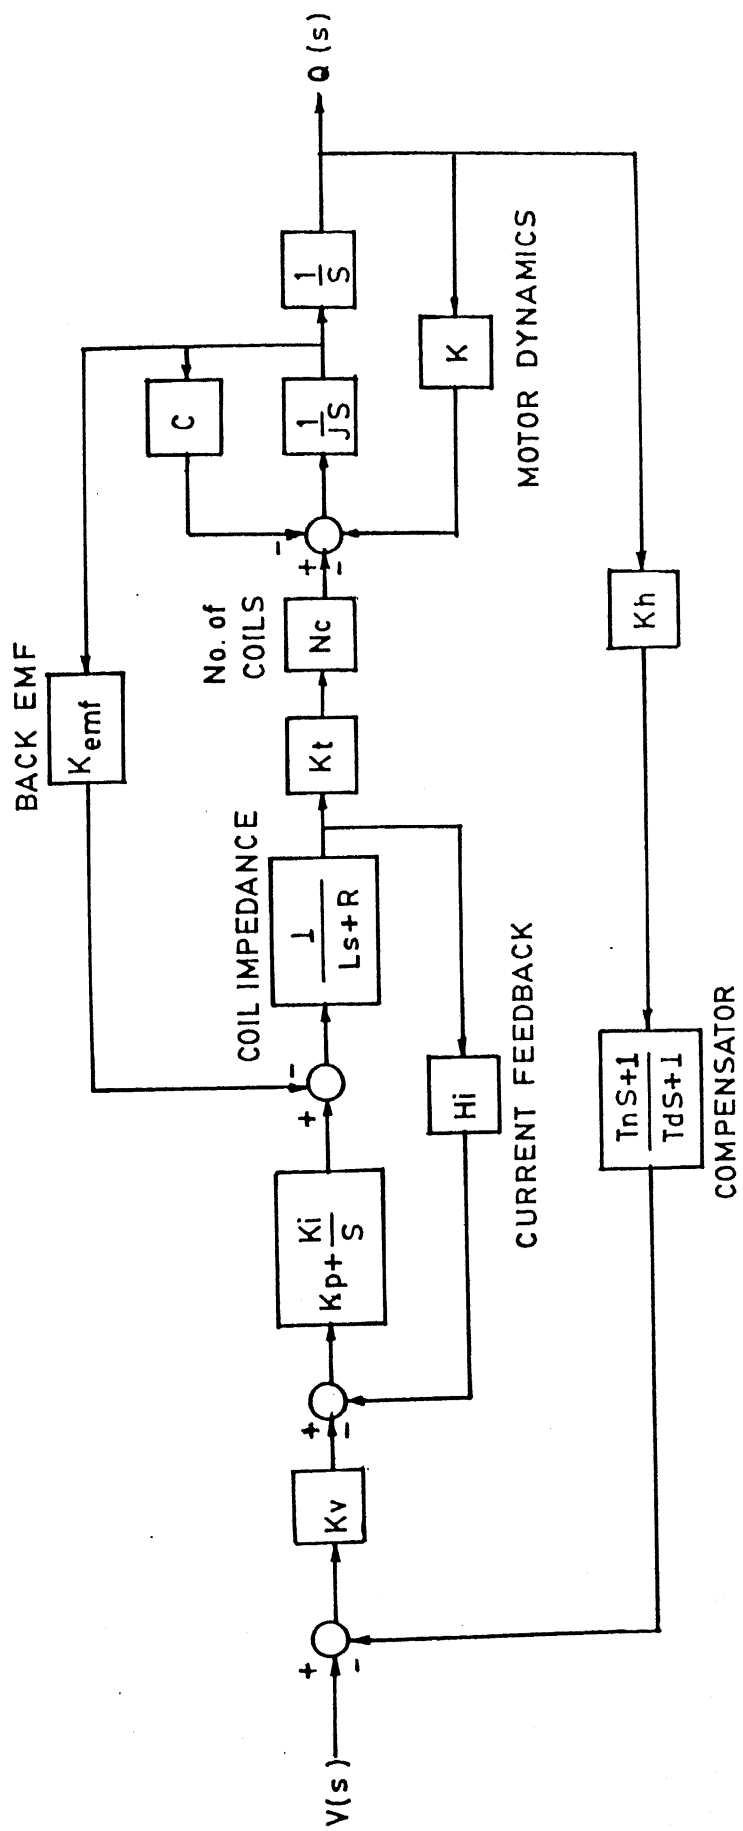 BACK EMF
K emf
No. of
COILS
C
COIL IMPEDANCE
V(s)
+
-
Kv
+
-
Kp+ Ki
S
+
-
1
Ls+R
Kt
Nc
+
-
-
1
JS
1
S
Q(s)
Hi
CURRENT FEEDBACK
K
MOTOR DYNAMICS
TnS+1
TdS+1
COMPENSATOR
Kh